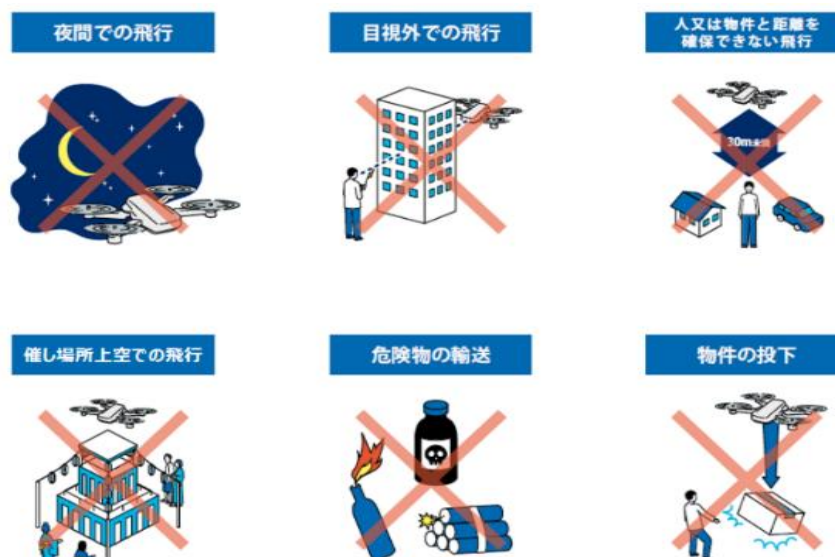 夜間での飛行
目視外での飛行
人又は物件と距離を
確保できない飛行
30m未満
催し場所上空での飛行
危険物の輸送
物件の投下